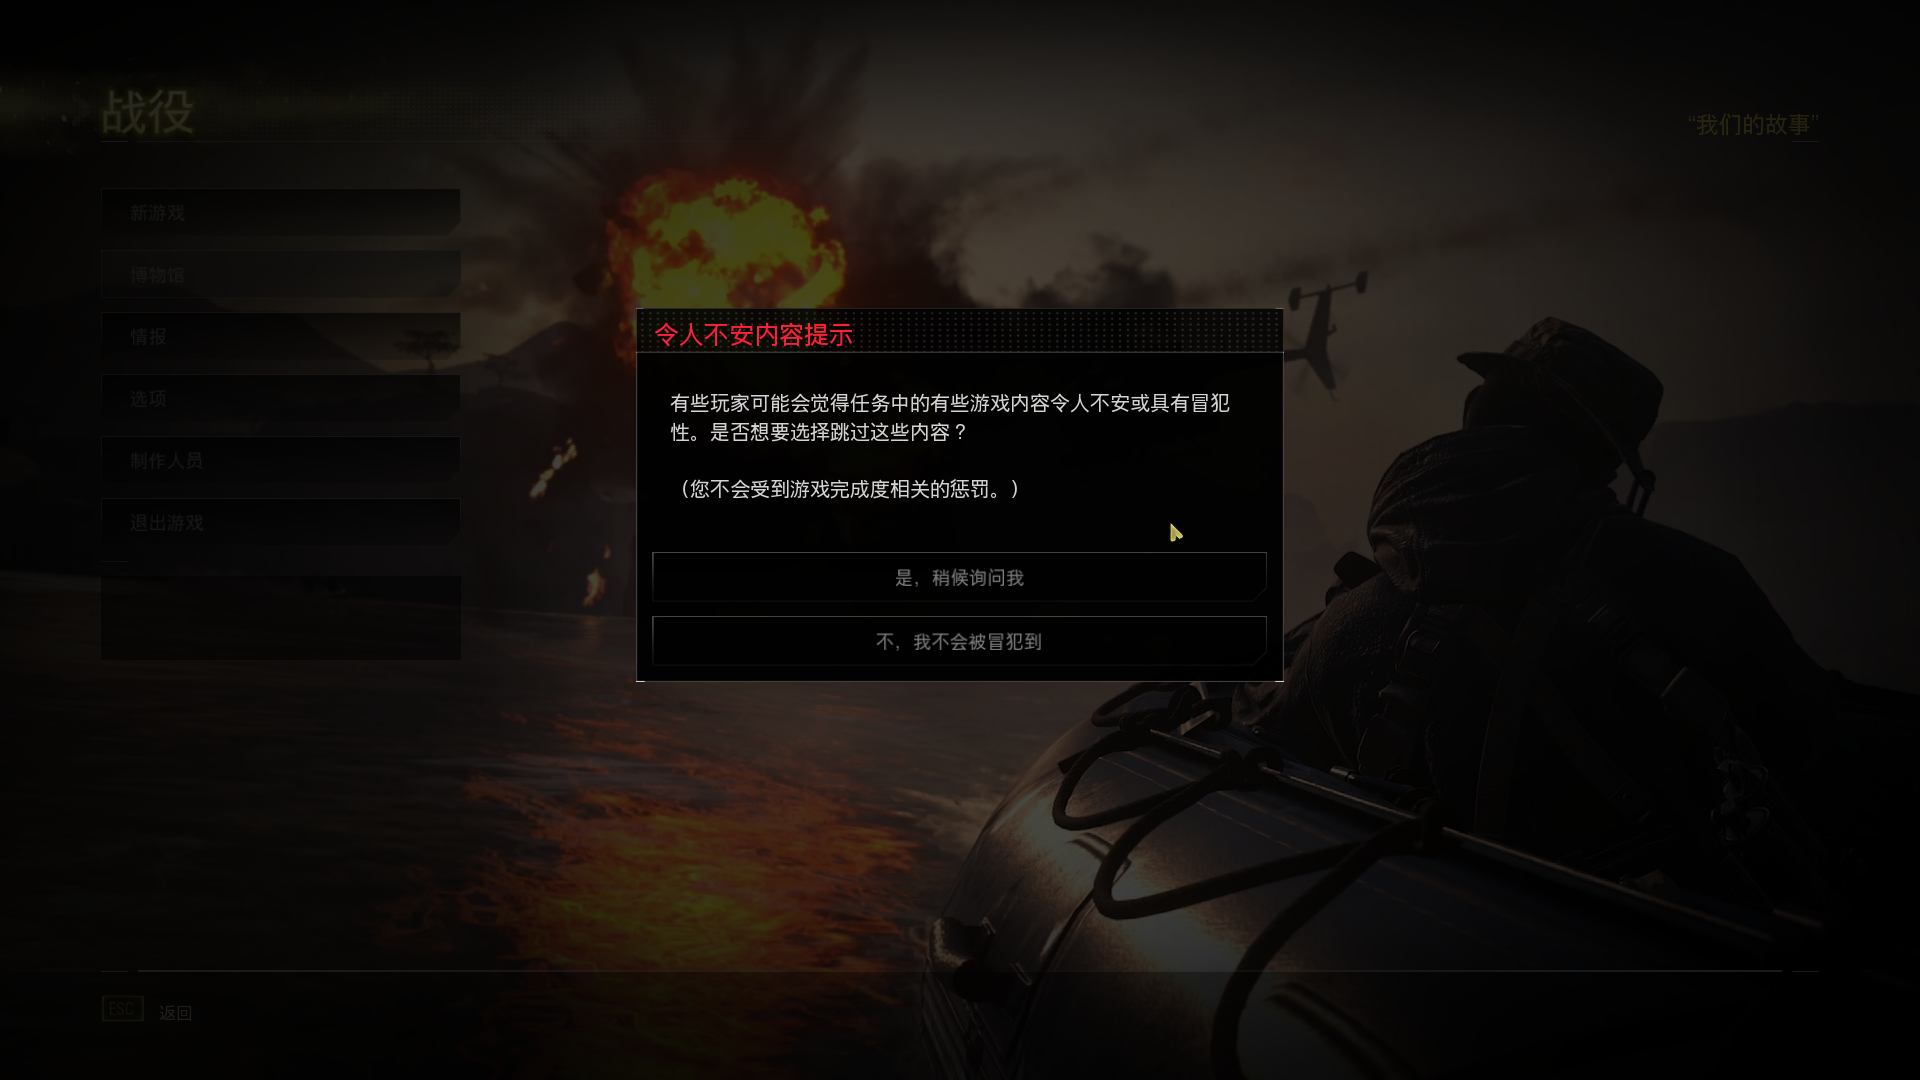 战役
“我们的故事”
新游戏
博物馆
情报
选项
制作人员
退出游戏
令人不安内容提示
有些玩家可能会觉得任务中的有些游戏内容令人不安或具有冒犯
性。是否想要选择跳过这些内容？
（您不会受到游戏完成度相关的惩罚。）
是，稍候询问我
不，我不会被冒犯到
ESC 返回